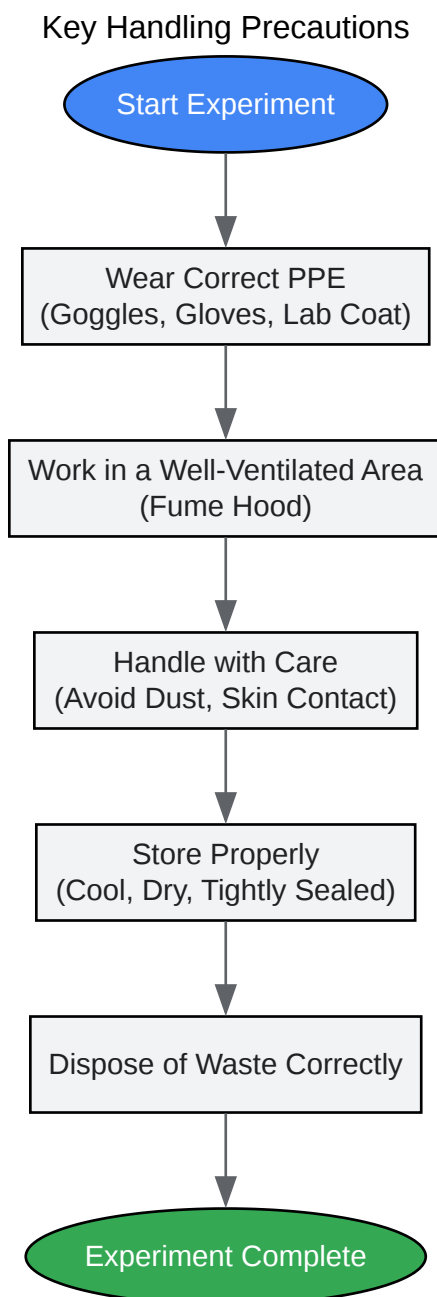 Key Handling Precautions
Start Experiment
Wear Correct PPE
(Goggles, Gloves, Lab Coat)
Work in a Well-Ventilated Area
(Fume Hood)
Handle with Care
(Avoid Dust, Skin Contact)
Store Properly
(Cool, Dry, Tightly Sealed)
Dispose of Waste Correctly
Experiment Complete